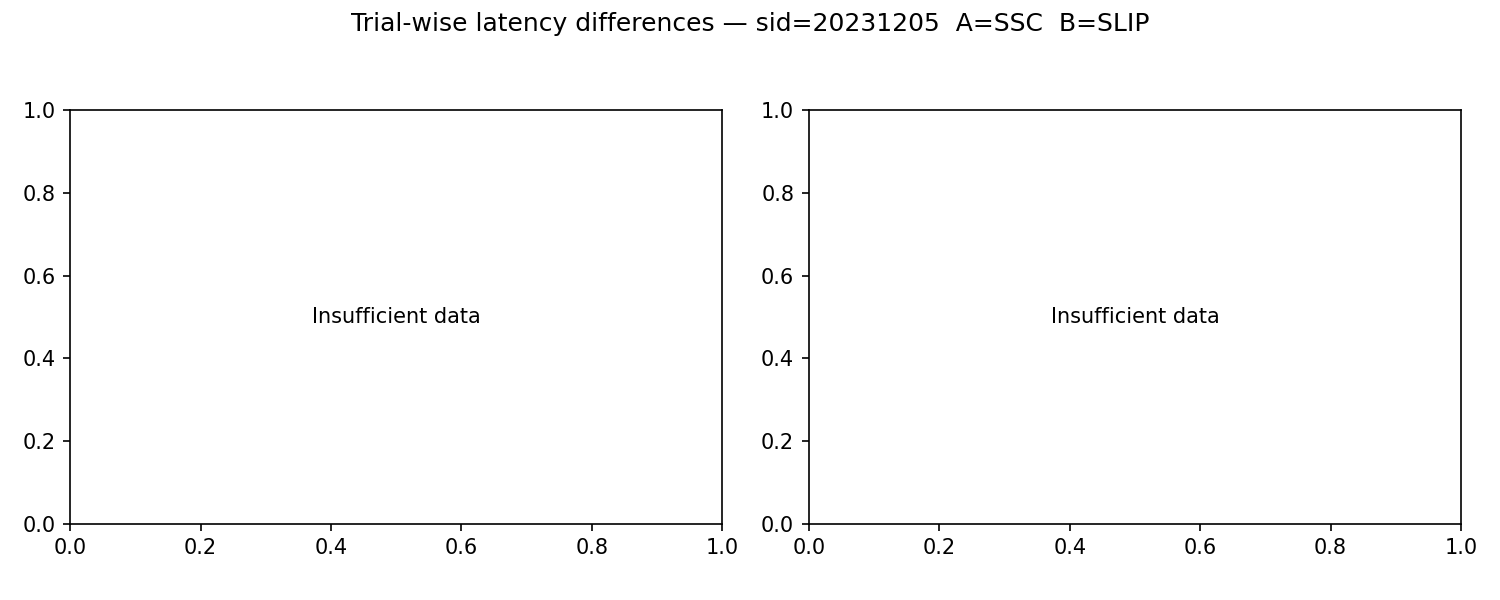 Trial-wise latency differences — sid=20231205  A=SSC  B=SLIP
1.0
0.8
0.6
0.4
0.2
0.0
Insufficient data
0.0 0.2 0.4 0.6 0.8 1.0
1.0
0.8
0.6
0.4
0.2
0.0
Insufficient data
0.0 0.2 0.4 0.6 0.8 1.0